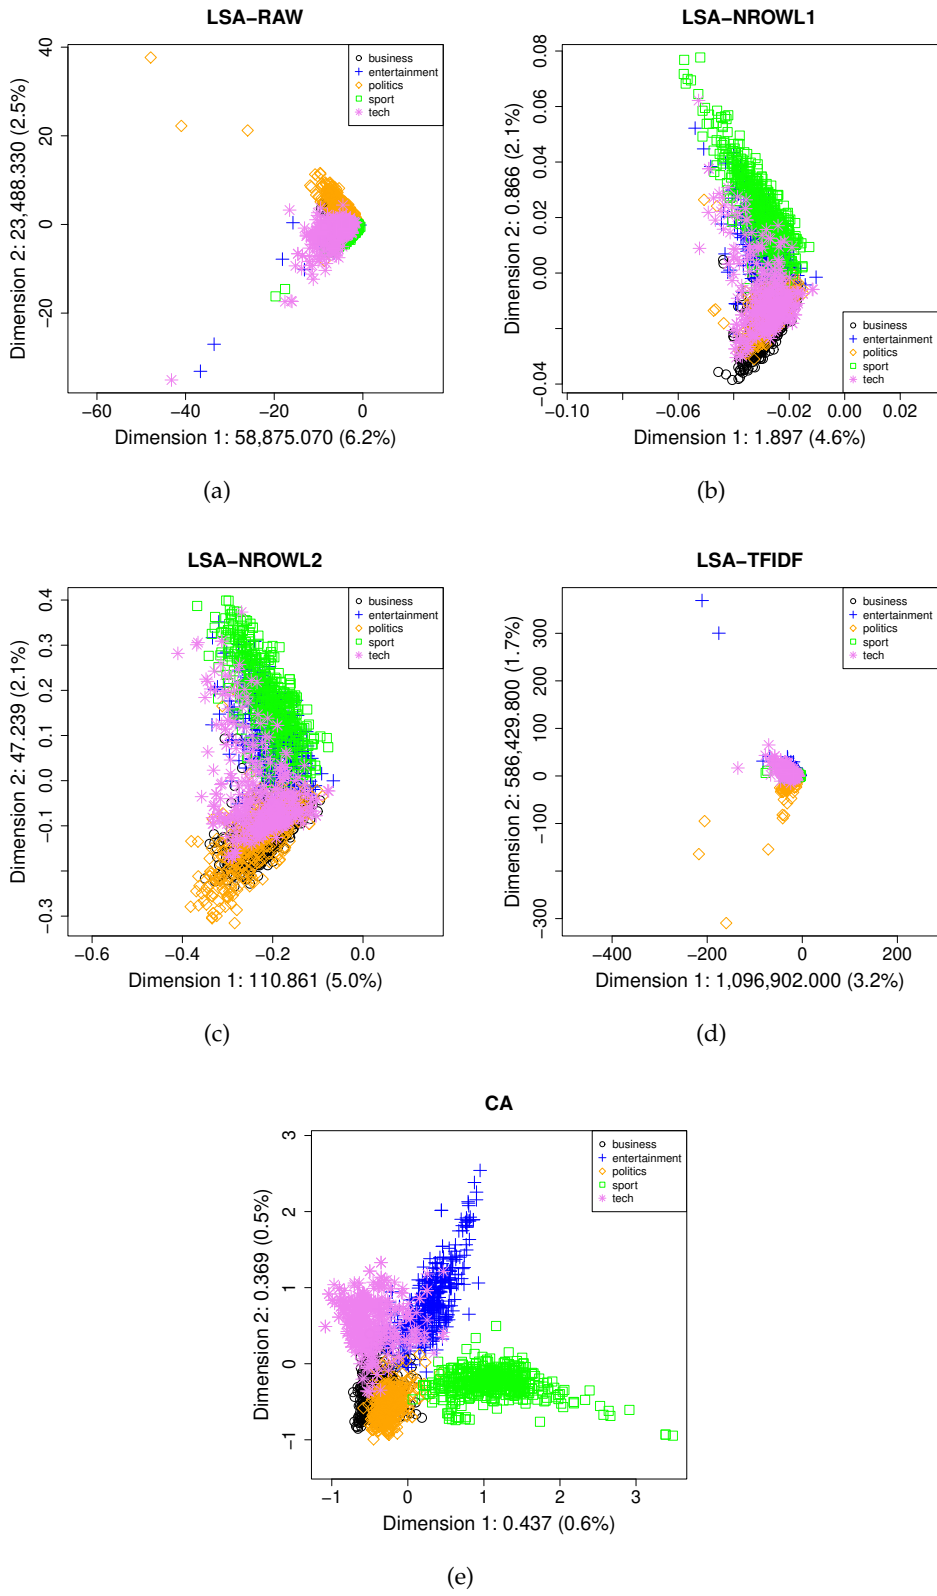 LSA−RAW
40
20
0
−20
−60
−40
−20
0
Dimension 2: 23,488.330 (2.5%)
Dimension 1: 58,875.070 (6.2%)
business
entertainment
politics
sport
tech
(a)
LSA−NROWL1
0.08
0.04
0.02
0.00
−0.04
−0.10
−0.06
−0.02
0.00
0.02
Dimension 2: 0.866 (2.1%)
Dimension 1: 1.897 (4.6%)
business
entertainment
politics
sport
tech
(b)
LSA−NROWL2
0.4
0.3
0.1
0.0
−0.1
−0.3
−0.6
−0.4
−0.2
0.0
Dimension 2: 47.239 (2.1%)
Dimension 1: 110.861 (5.0%)
business
entertainment
politics
sport
tech
(c)
LSA−TFIDF
300
100
0
−100
−300
−400
−200
0
200
Dimension 2: 586,429.800 (1.7%)
Dimension 1: 1,096,902.000 (3.2%)
business
entertainment
politics
sport
tech
(d)
CA
3
2
1
0
−1
−1
0
1
2
3
Dimension 2: 0.369 (0.5%)
Dimension 1: 0.437 (0.6%)
business
entertainment
politics
sport
tech
(e)